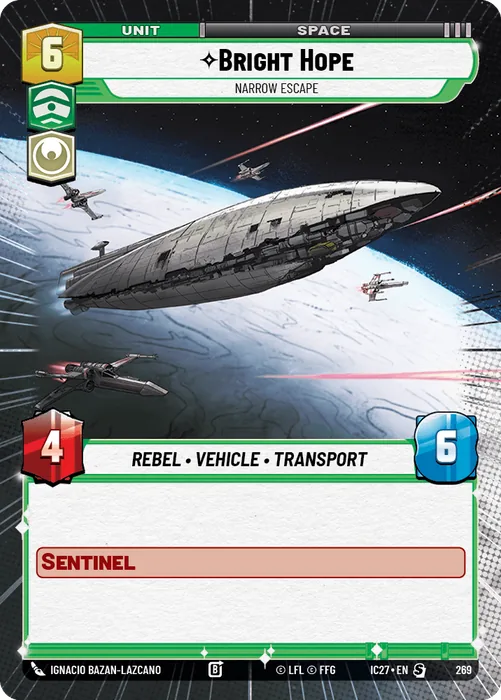 UNIT
SPACE
6
BRIGHT HOPE
NARROW ESCAPE
4
REBEL • VEHICLE • TRANSPORT
6
SENTINEL
IGNACIO BAZAN-LAZCANO
B
© LFL © FFG
IC27 • EN
S
269